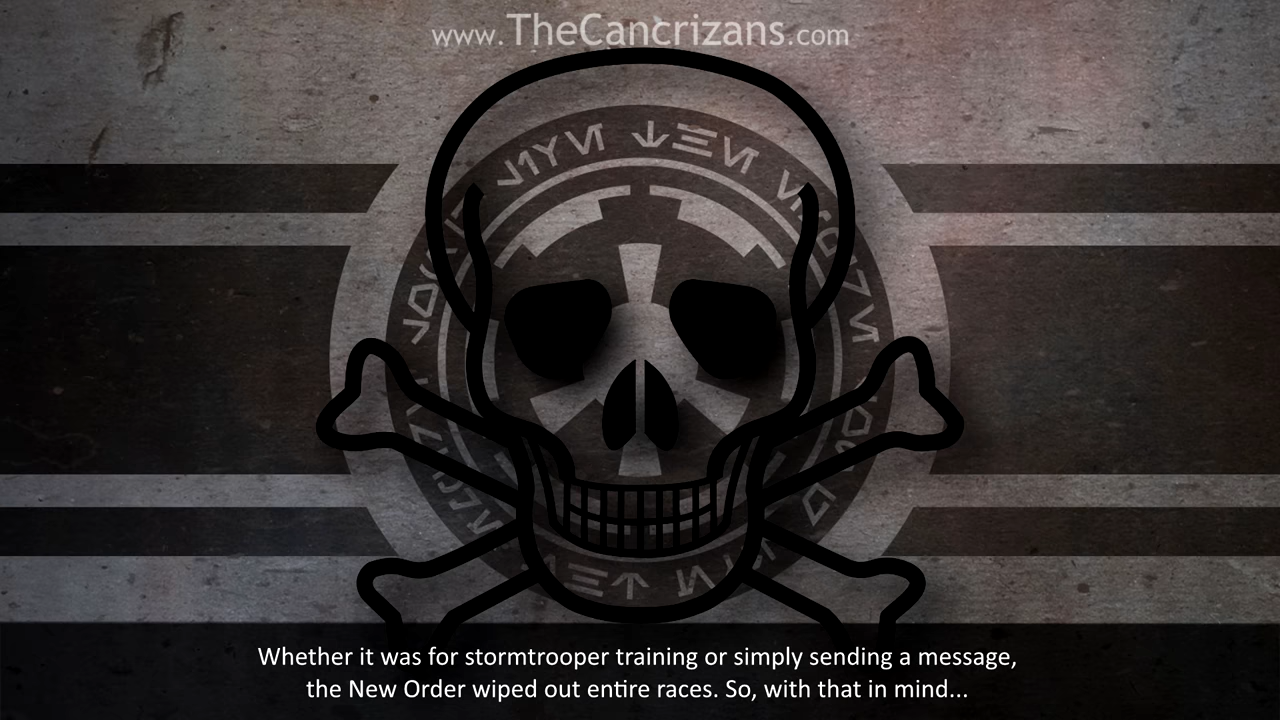 www.TheCancrizans.com
Whether it was for stormtrooper training or simply sending a message,
the New Order wiped out entire races. So, with that in mind...